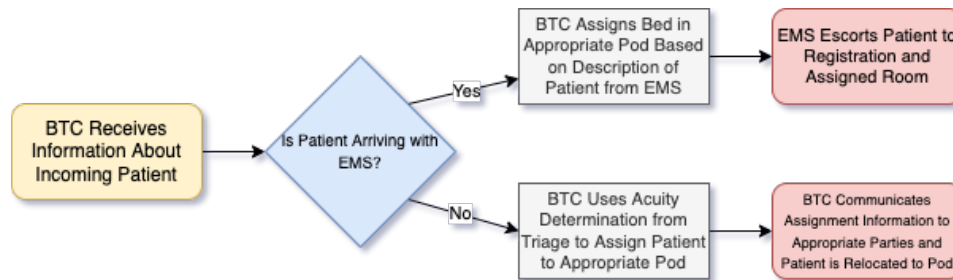 BTC Receives
Information About
Incoming Patient
Is Patient Arriving with
EMS?
Yes
BTC Assigns Bed in
Appropriate Pod Based
on Description of
Patient from EMS
EMS Escorts Patient to
Registration and
Assigned Room
No
BTC Uses Acuity
Determination from
Triage to Assign Patient
to Appropriate Pod
BTC Communicates
Assignment Information to
Appropriate Parties and
Patient is Relocated to Pod